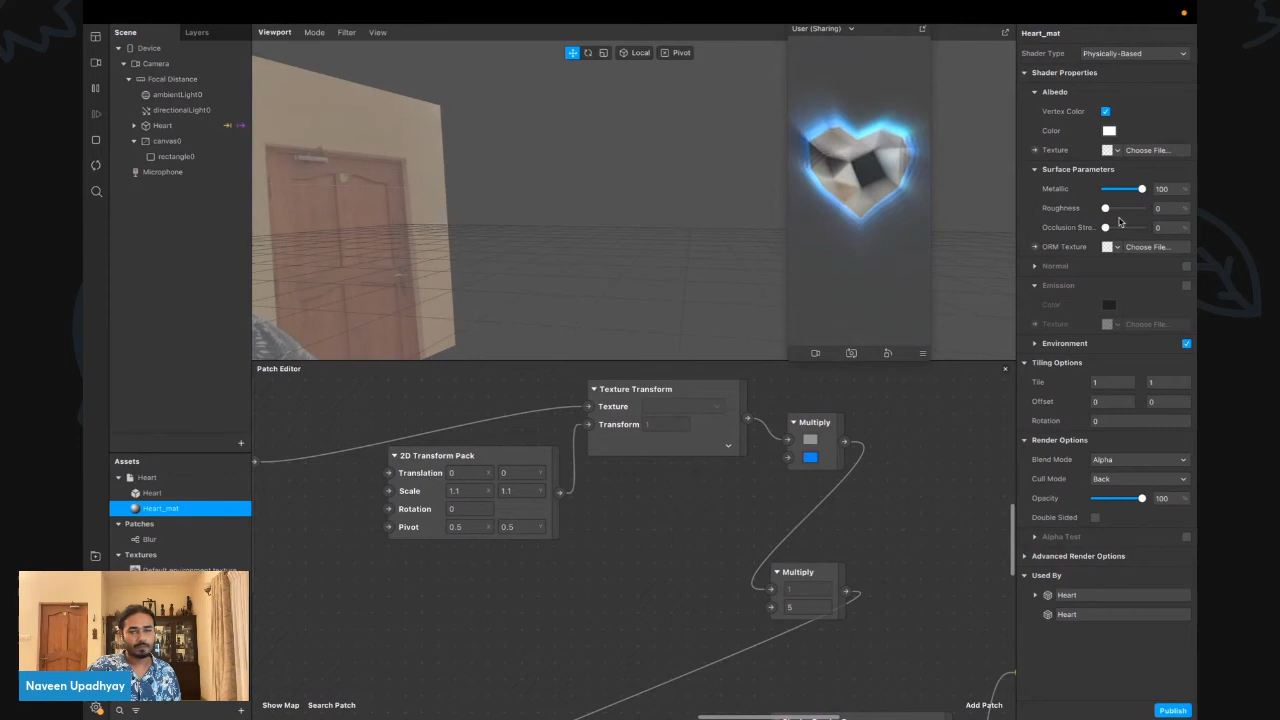 Scene
Layers
Device
Camera
Focal Distance
ambientLight0
directionalLight0
Heart
canvas0
rectangle0
Microphone
Assets
Heart
Heart
Heart_mat
Patches
Blur
Textures
Default environment texture
Naveen Upadhyay
Viewport
Mode
Filter
View
Local
Pivot
User (Sharing)
Patch Editor
Texture Transform
Texture
Transform 1
2D Transform Pack
Translation 0 X 0 Y
Scale 1.1 X 1.1 Y
Rotation 0
Pivot 0.5 X 0.5 Y
Multiply
Multiply
1
5
Show Map
Search Patch
Add Patch
Heart_mat
Shader Type Physically-Based
Shader Properties
Albedo
Vertex Color
Color
Texture Choose File...
Surface Parameters
Metallic 100 %
Roughness 0 %
Occlusion Stre... 0 %
ORM Texture Choose File...
Normal
Emission
Color
Texture Choose File...
Environment
Tiling Options
Tile 1 1
Offset 0 0
Rotation 0
Render Options
Blend Mode Alpha
Cull Mode Back
Opacity 100 %
Double Sided
Alpha Test
Advanced Render Options
Used By
Heart
Heart
Publish